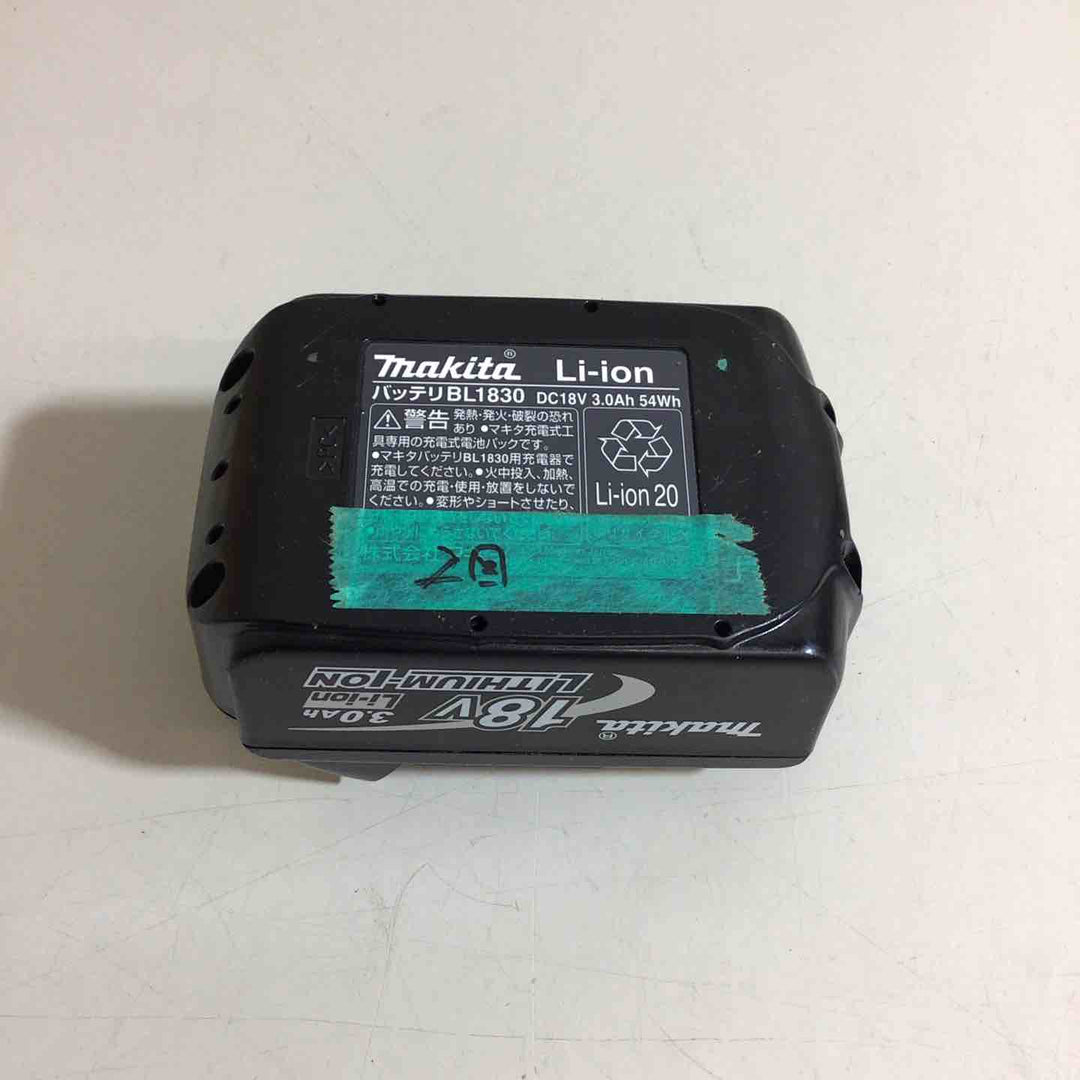 makita® Li-ion
バッテリBL1830 DC18V 3.0Ah 54Wh
警告 発熱・発火・破裂の恐れ
あり ●マキタ充電式工
具専用の充電式電池パックです。
●マキタバッテリBL1830用充電器で
充電してください。●火中投入、加熱、
高温での充電・使用・放置をしないで
ください。●変形やショートさせたり、
Li-ion 20
株式会社
2回
makita®
18V
LITHIUM-ION
3.0Ah
Li-ion